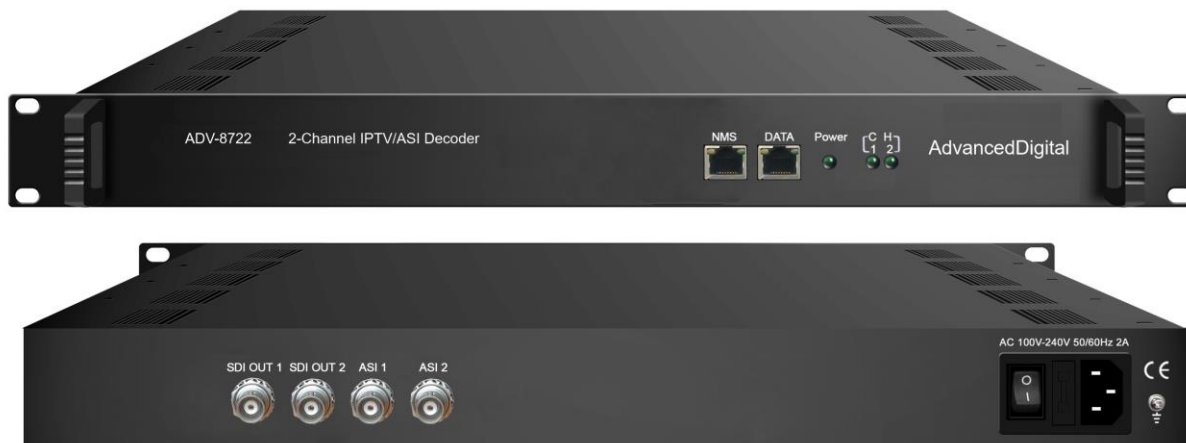 ADV-8722 2-Channel IPTV/ASI Decoder
NMS DATA Power C H
1 2
AdvancedDigital
SDI OUT 1 SDI OUT 2 ASI 1 ASI 2
AC 100V-240V 50/60Hz 2A
O
I
CE